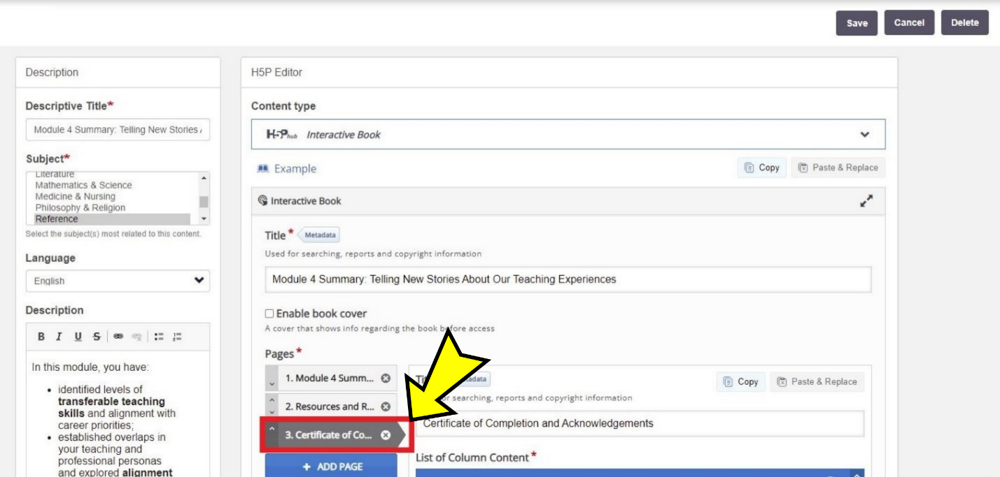 Save Cancel Delete
Description
Descriptive Title*
Module 4 Summary: Telling New Stories
Subject*
Literature
Mathematics & Science
Medicine & Nursing
Philosophy & Religion
Reference
Select the subject(s) most related to this content.
Language
English
Description
B I U S
In this module, you have:
• identified levels of
transferable teaching
skills and alignment with
career priorities;
• established overlaps in
your teaching and
professional personas
and explored alignment
H5P Editor
Content type
H5P hub Interactive Book
Example
Copy Paste & Replace
Interactive Book
Title * Metadata
Used for searching, reports and copyright information
Module 4 Summary: Telling New Stories About Our Teaching Experiences
Enable book cover
A cover that shows info regarding the book before access
Pages *
1. Module 4 Summ...
2. Resources and R...
3. Certificate of Co...
+ ADD PAGE
Copy Paste & Replace
searching, reports and copyright information
Certificate of Completion and Acknowledgements
List of Column Content *